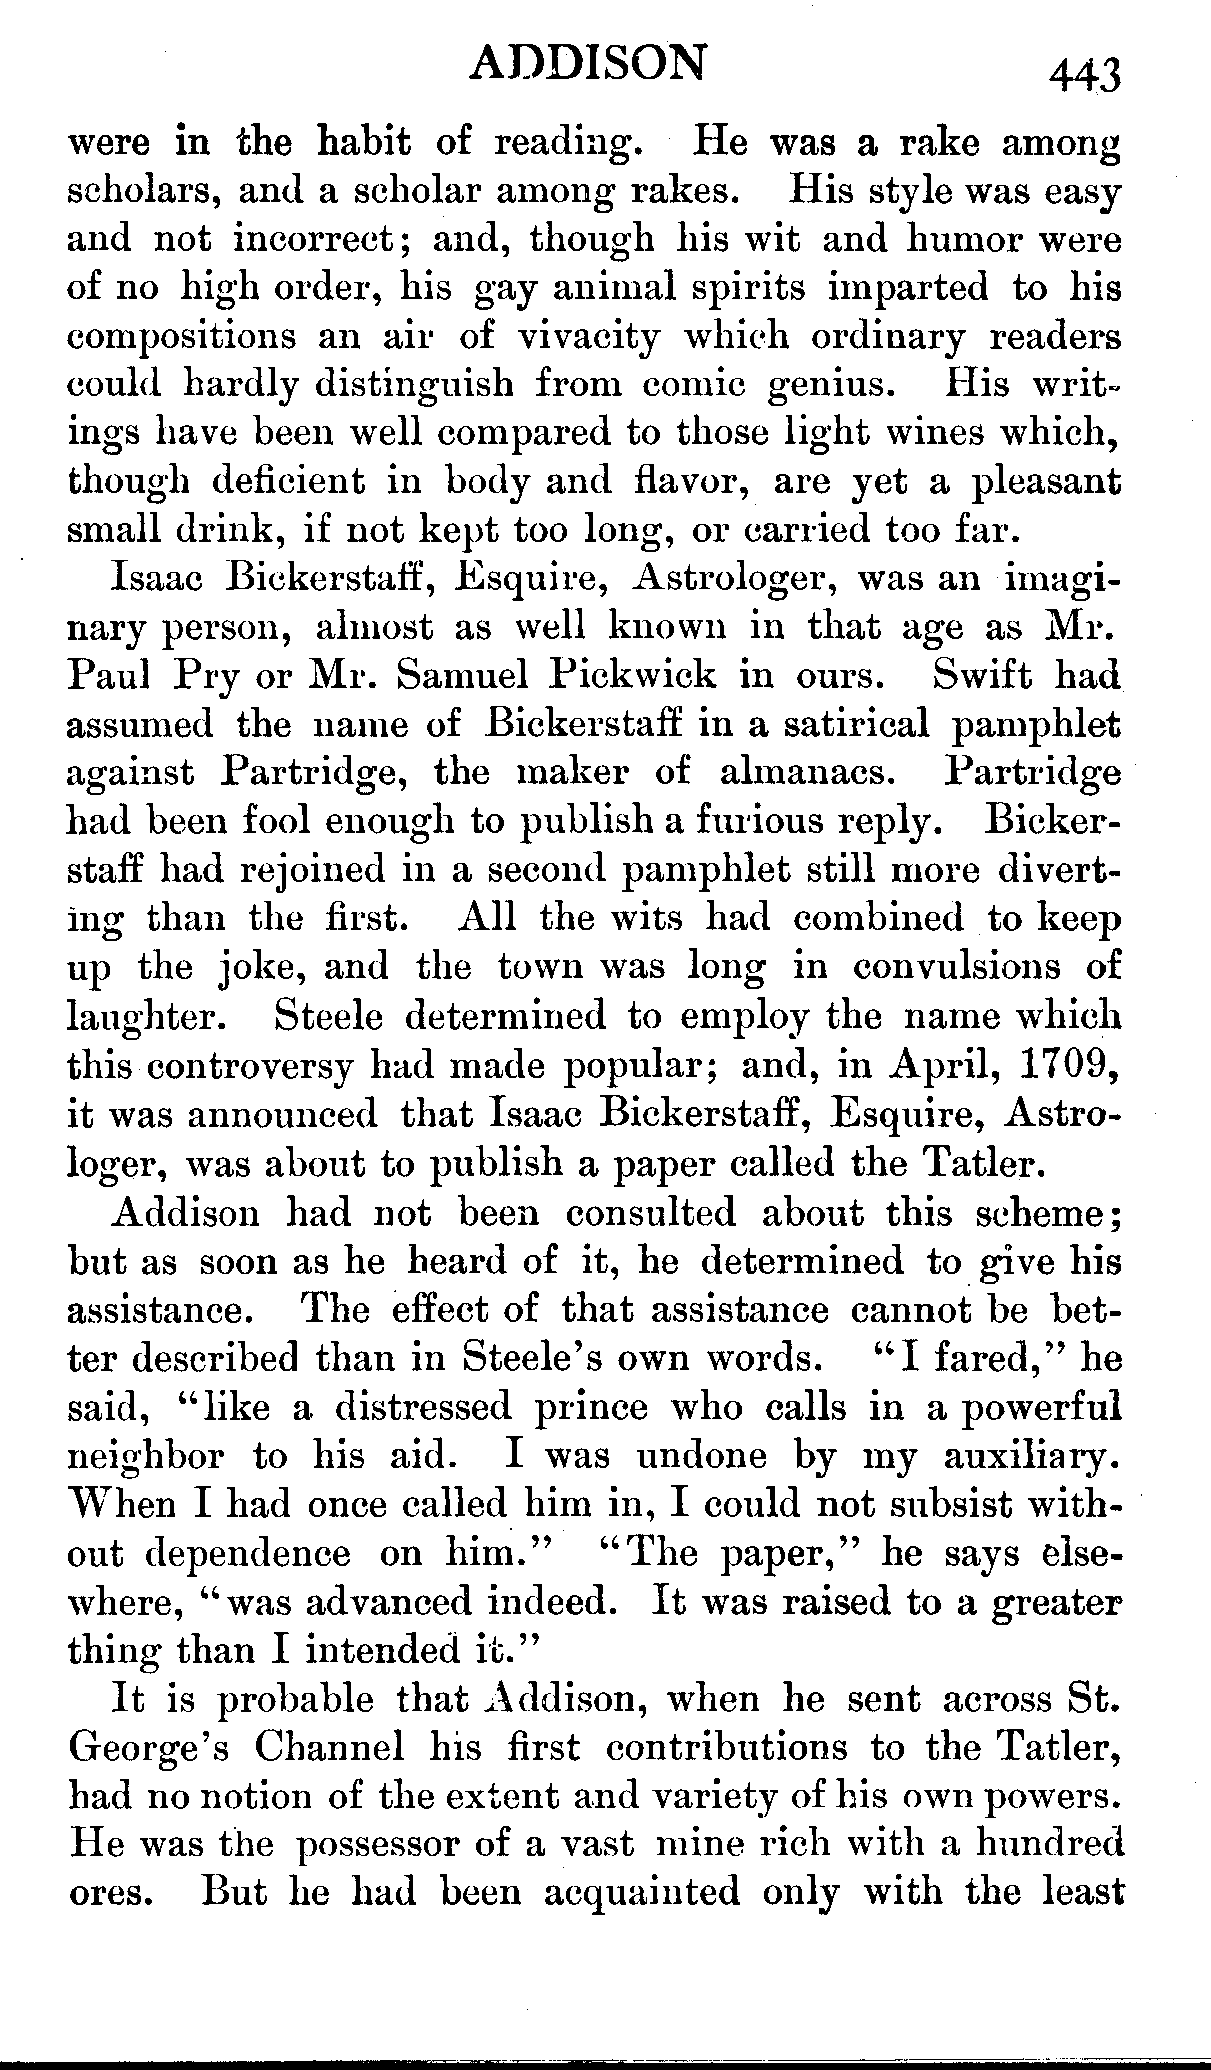 ADDISON 443
were in the habit of reading. He was a rake among
scholars, and a scholar among rakes. His style was easy
and not incorrect; and, though his wit and humor were
of no high order, his gay animal spirits imparted to his
compositions an air of vivacity which ordinary readers
could hardly distinguish from comic genius. His writ-
ings have been well compared to those light wines which,
though deficient in body and flavor, are yet a pleasant
small drink, if not kept too long, or carried too far.
Isaac Bickerstaff, Esquire, Astrologer, was an imagi-
nary person, almost as well known in that age as Mr.
Paul Pry or Mr. Samuel Pickwick in ours. Swift had
assumed the name of Bickerstaff in a satirical pamphlet
against Partridge, the maker of almanacs. Partridge
had been fool enough to publish a furious reply. Bicker-
staff had rejoined in a second pamphlet still more divert-
ing than the first. All the wits had combined to keep
up the joke, and the town was long in convulsions of
laughter. Steele determined to employ the name which
this controversy had made popular; and, in April, 1709,
it was announced that Isaac Bickerstaff, Esquire, Astro-
loger, was about to publish a paper called the Tatler.
Addison had not been consulted about this scheme;
but as soon as he heard of it, he determined to give his
assistance. The effect of that assistance cannot be bet-
ter described than in Steele's own words. "I fared," he
said, "like a distressed prince who calls in a powerful
neighbor to his aid. I was undone by my auxiliary.
When I had once called him in, I could not subsist with-
out dependence on him." "The paper," he says else-
where, "was advanced indeed. It was raised to a greater
thing than I intended it."
It is probable that Addison, when he sent across St.
George's Channel his first contributions to the Tatler,
had no notion of the extent and variety of his own powers.
He was the possessor of a vast mine rich with a hundred
ores. But he had been acquainted only with the least